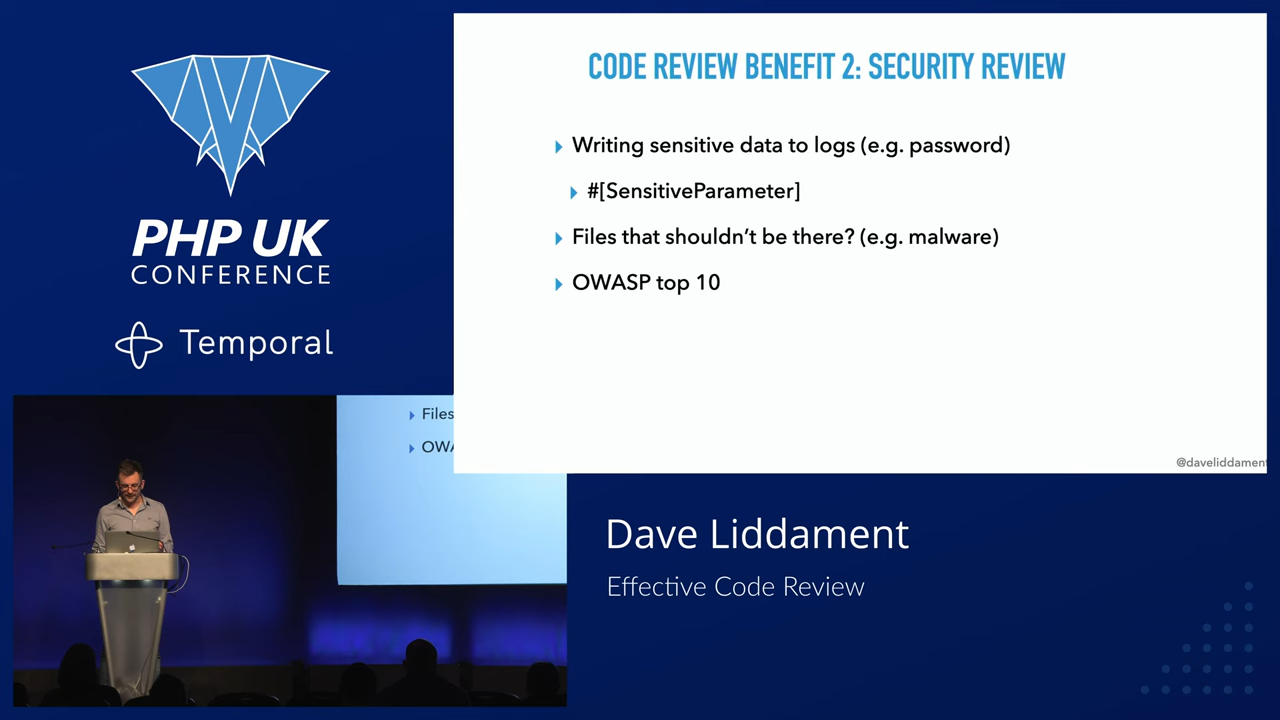 PHP UK
CONFERENCE
Temporal
CODE REVIEW BENEFIT 2: SECURITY REVIEW
Writing sensitive data to logs (e.g. password)
#[SensitiveParameter]
Files that shouldn’t be there? (e.g. malware)
OWASP top 10
@daveliddament
Files
OWA
Dave Liddament
Effective Code Review